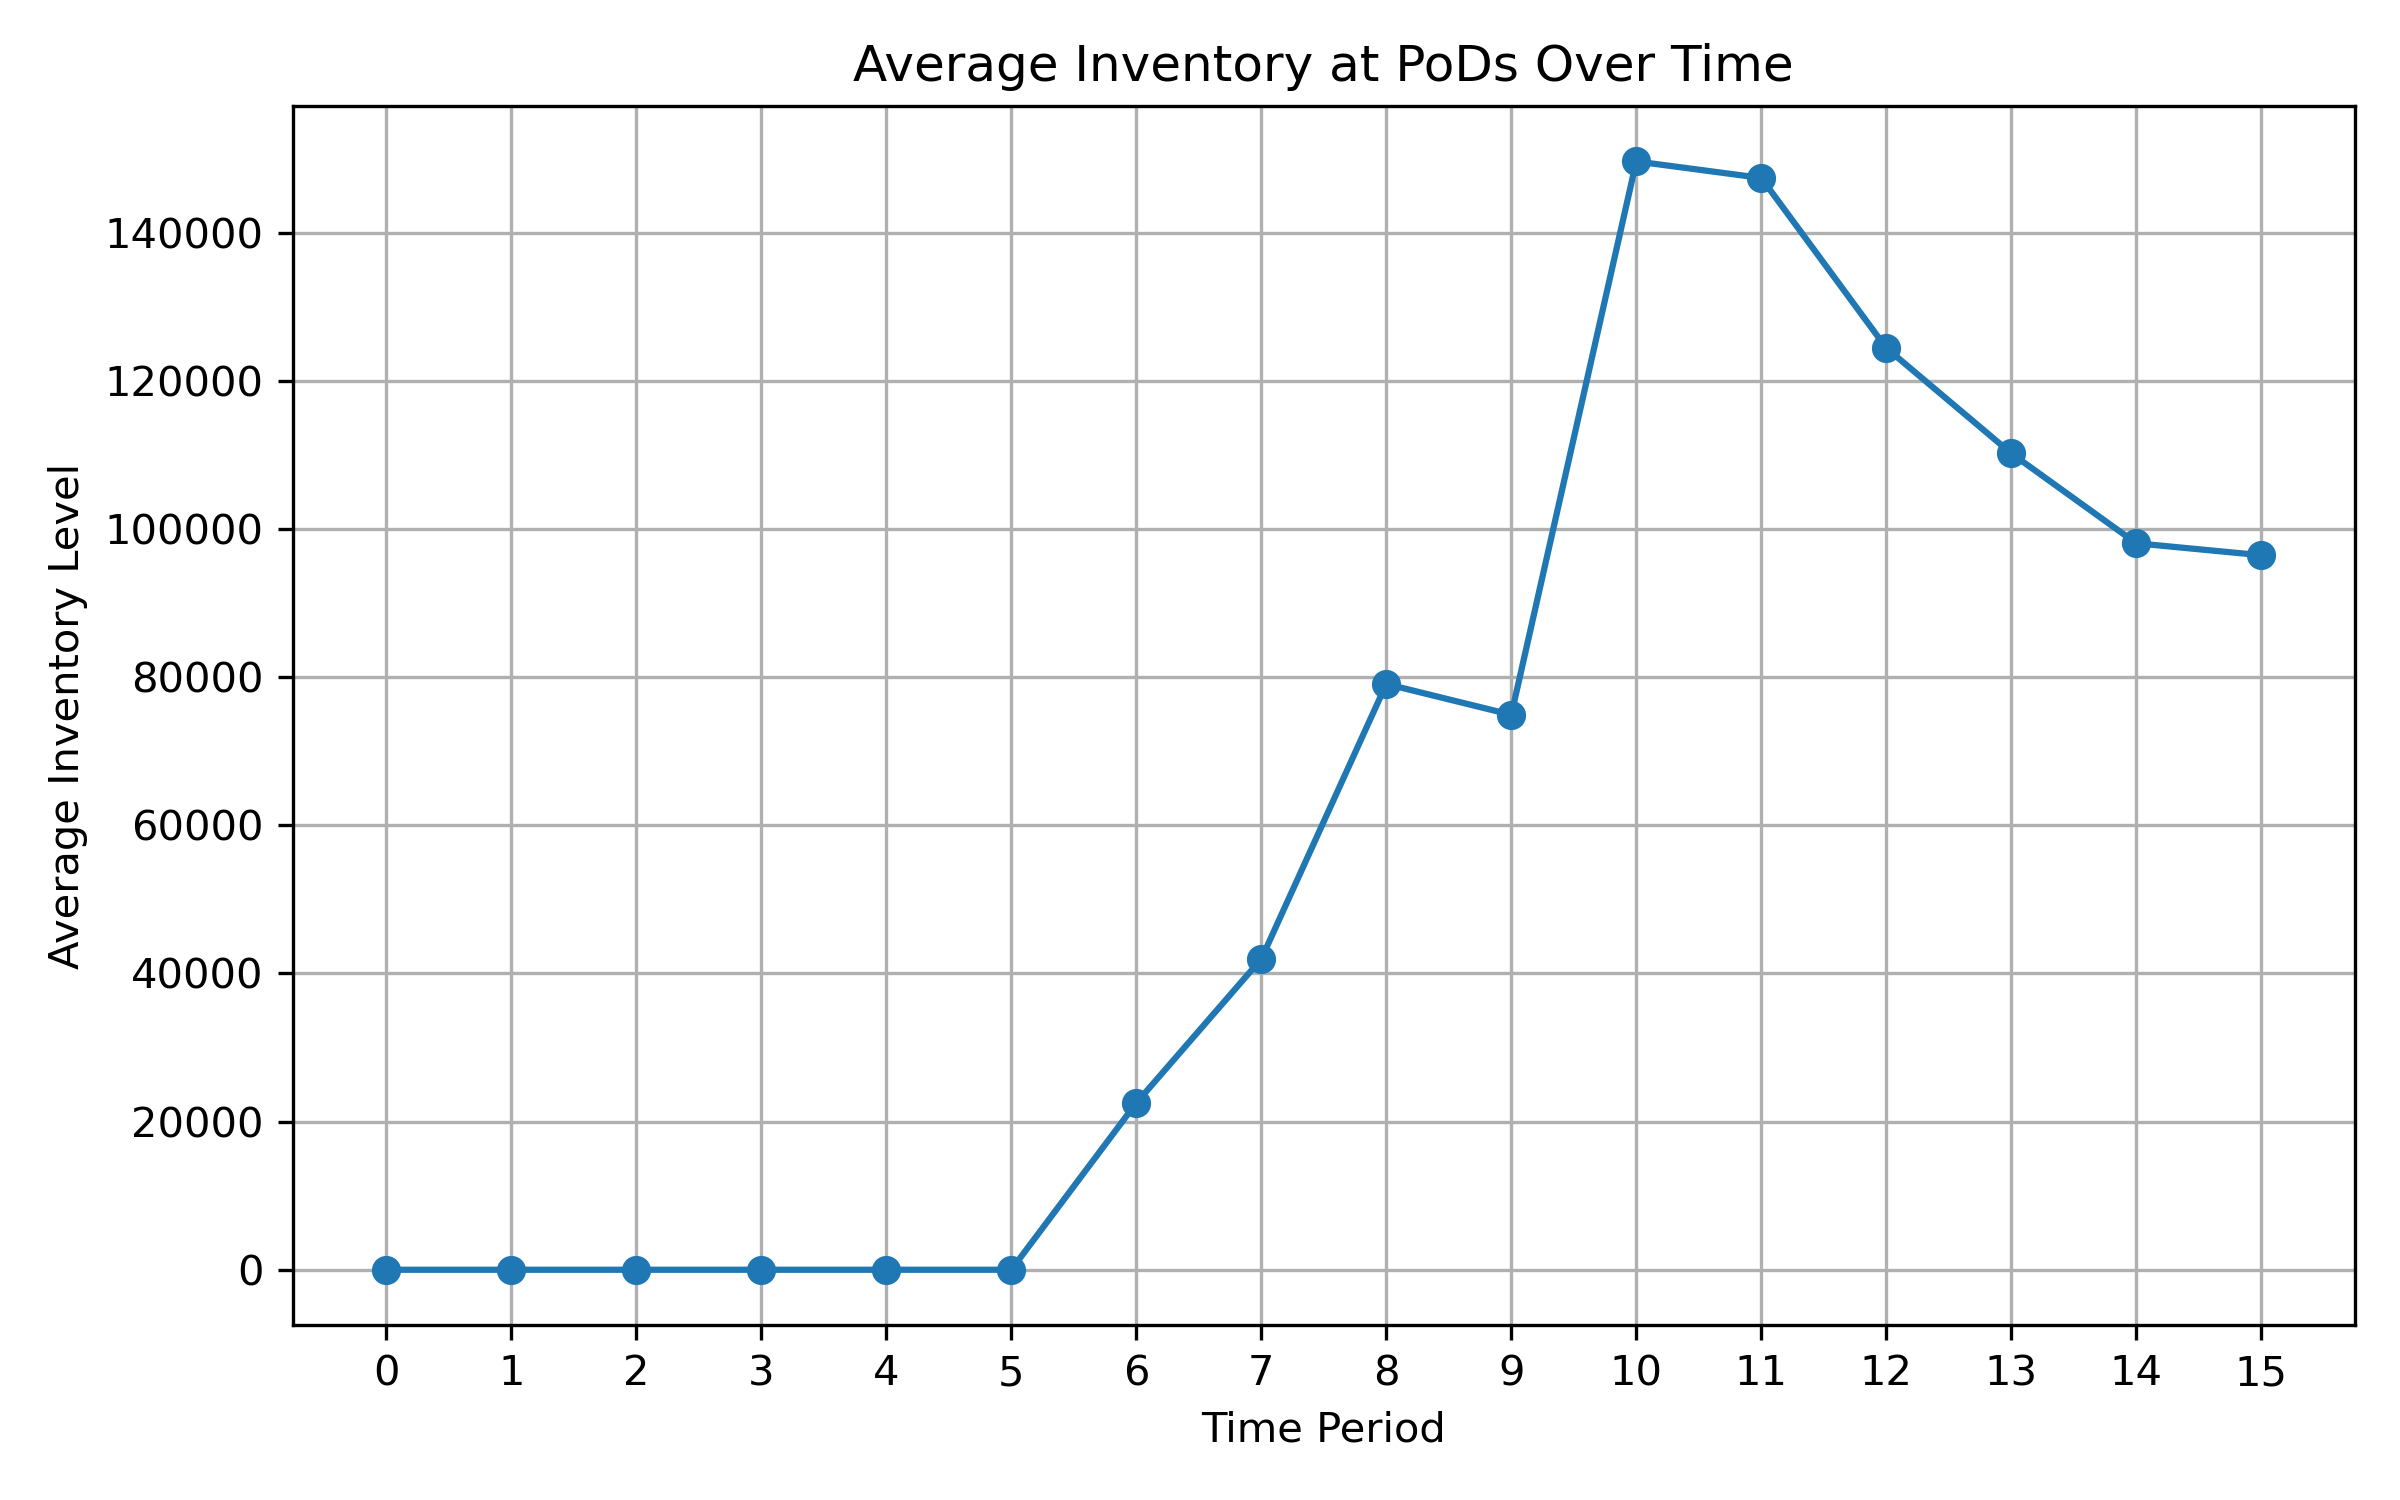 Average Inventory at PoDs Over Time
Average Inventory Level
140000
120000
100000
80000
60000
40000
20000
0
0 1 2 3 4 5 6 7 8 9 10 11 12 13 14 15
Time Period